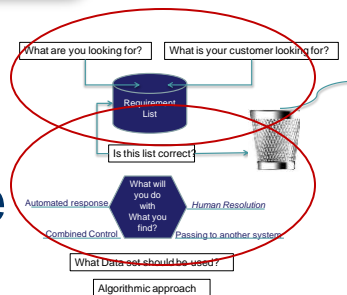 What are you looking for?
What is your customer looking for?
Requirement
List
Is this list correct?
What will
you do
with
What you
find?
Automated response
Human Resolution
Combined Control
Passing to another system
What Data set should be used?
Algorithmic approach